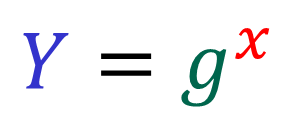 Y = g^x